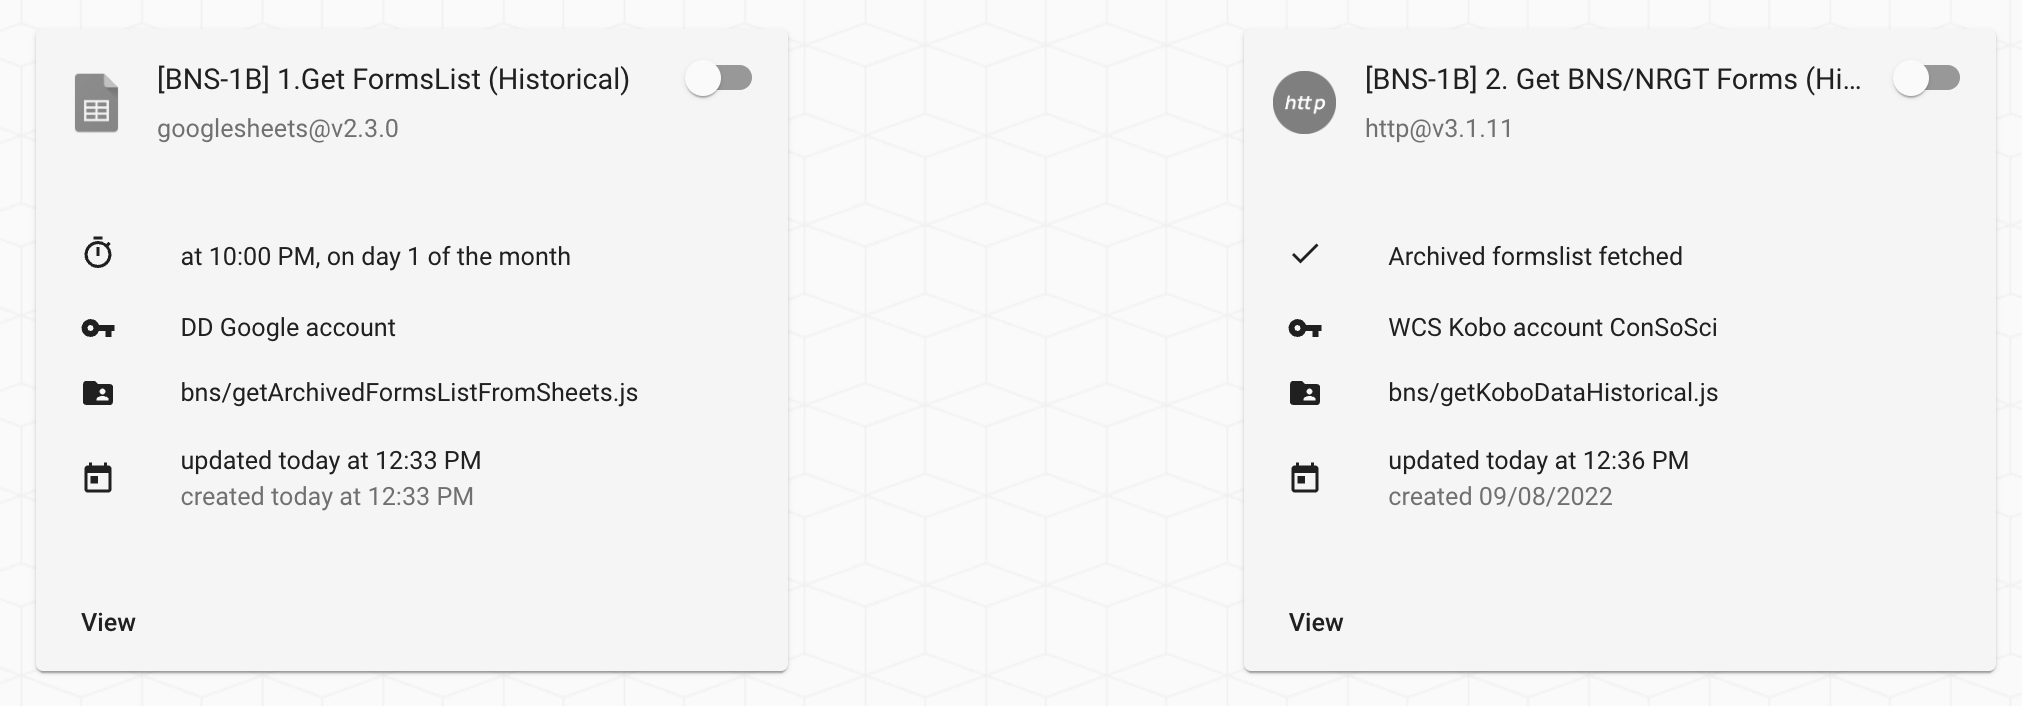 [BNS-1B] 1.Get FormsList (Historical)
googlesheets@v2.3.0
at 10:00 PM, on day 1 of the month
DD Google account
bns/getArchivedFormsListFromSheets.js
updated today at 12:33 PM
created today at 12:33 PM
View
http
[BNS-1B] 2. Get BNS/NRGT Forms (Hi...
http@v3.1.11
Archived formslist fetched
WCS Kobo account ConSoSci
bns/getKoboDataHistorical.js
updated today at 12:36 PM
created 09/08/2022
View